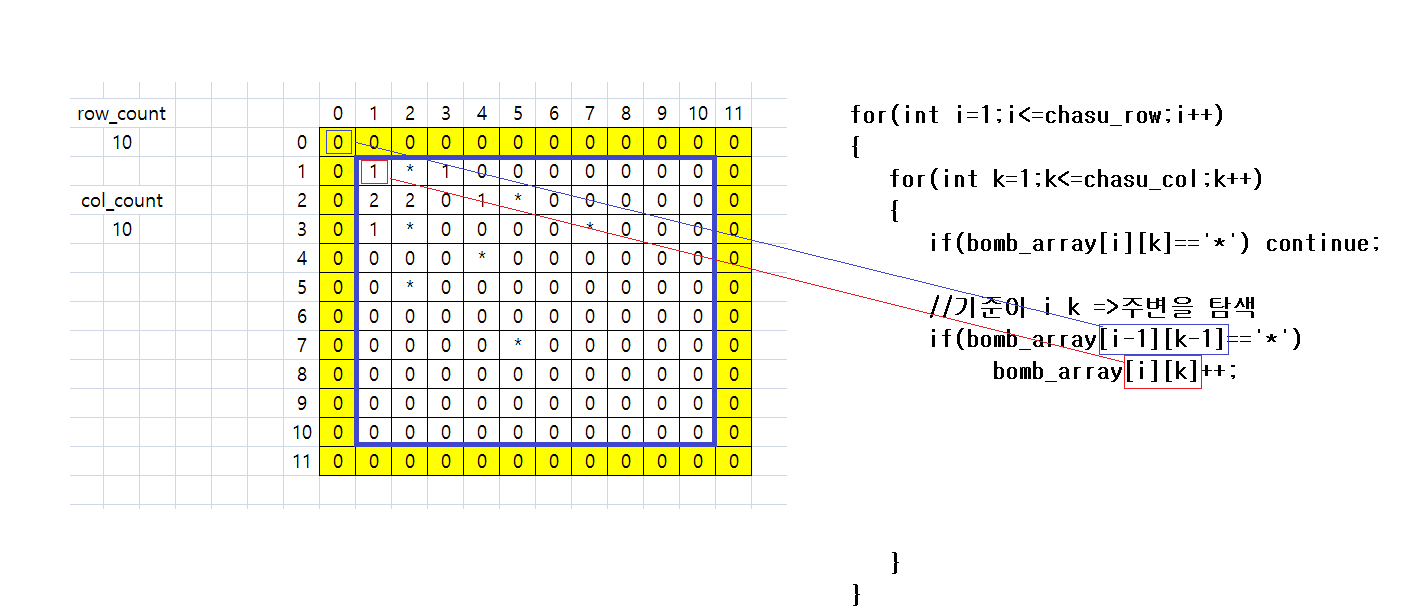 0 1 2 3 4 5 6 7 8 9 10 11
row_count
10
0 0 0 0 0 0 0 0 0 0 0 0 0
1 0 1 * 1 0 0 0 0 0 0 0 0
col_count
2 0 2 2 0 1 * 0 0 0 0 0 0
10
3 0 1 * 0 0 0 0 * 0 0 0 0
4 0 0 0 0 * 0 0 0 0 0 0 0
5 0 0 * 0 0 0 0 0 0 0 0 0
6 0 0 0 0 0 0 0 0 0 0 0 0
7 0 0 0 0 0 * 0 0 0 0 0 0
8 0 0 0 0 0 0 0 0 0 0 0 0
9 0 0 0 0 0 0 0 0 0 0 0 0
10 0 0 0 0 0 0 0 0 0 0 0 0
11 0 0 0 0 0 0 0 0 0 0 0 0
for(int i=1;i<=chasu_row;i++)
{
for(int k=1;k<=chasu_col;k++)
{
if(bomb_array[i][k]=='*') continue;
//기준이 i k =>주변을 탐색
if(bomb_array[i-1][k-1]=='*')
bomb_array[i][k]++;
}
}